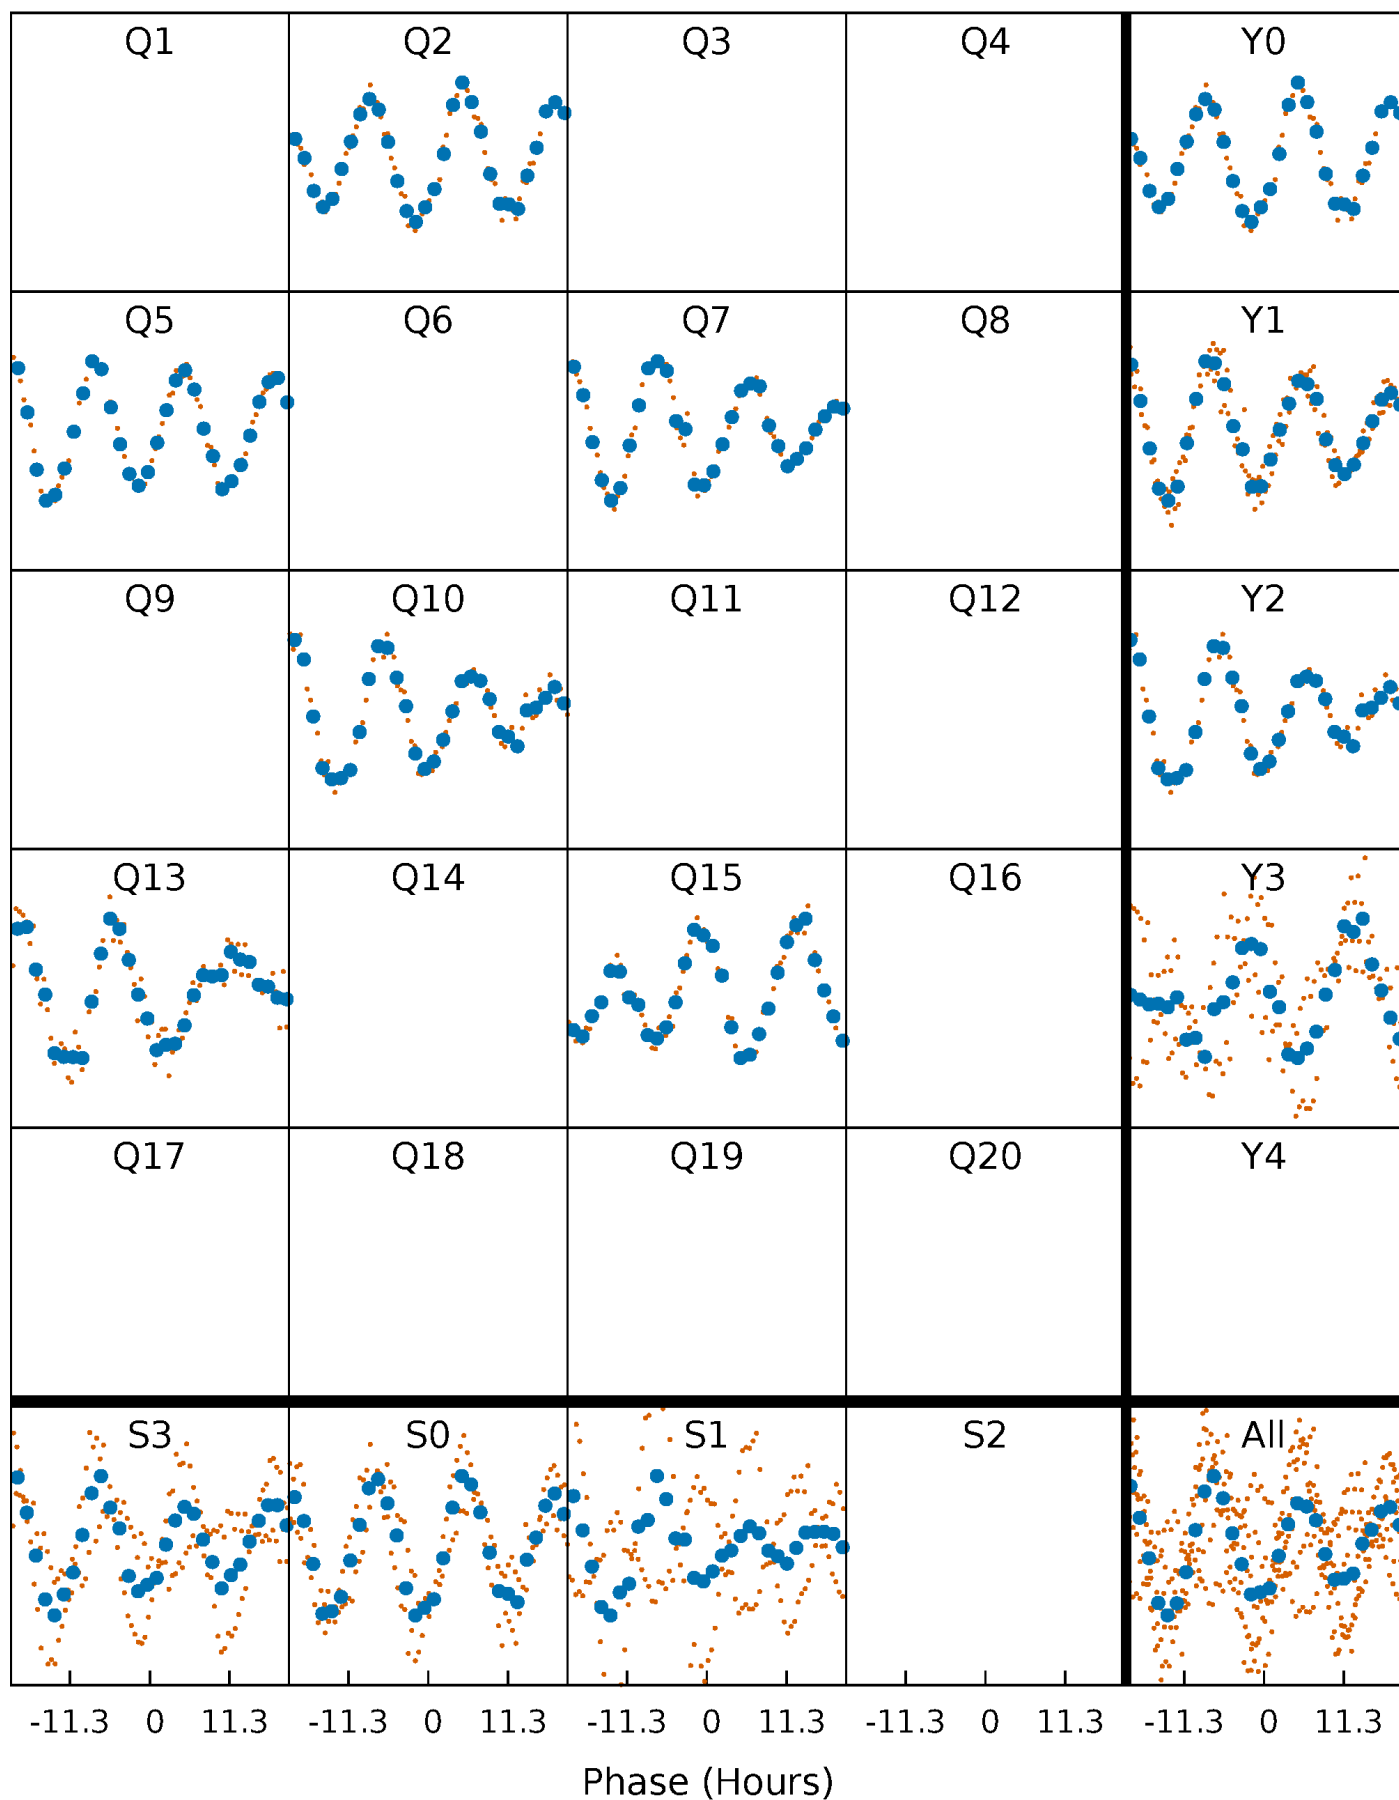 Q1 Q2 Q3 Q4 Y0
Q5 Q6 Q7 Q8 Y1
Q9 Q10 Q11 Q12 Y2
Q13 Q14 Q15 Q16 Y3
Q17 Q18 Q19 Q20 Y4
S3 S0 S1 S2 All
-11.3 0 11.3 -11.3 0 11.3 -11.3 0 11.3 -11.3 0 11.3 -11.3 0 11.3
Phase (Hours)